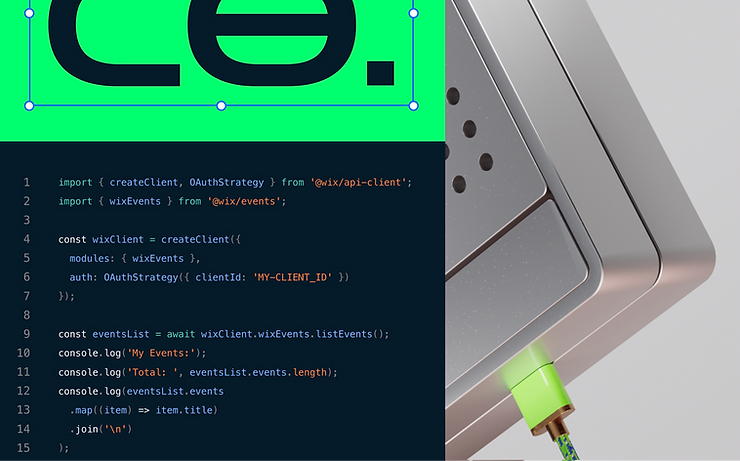 ce.
1 import { createClient, OAuthStrategy } from '@wix/api-client';
2 import { wixEvents } from '@wix/events';
3
4 const wixClient = createClient({
5 modules: { wixEvents },
6 auth: OAuthStrategy({ clientId: 'MY-CLIENT_ID' })
7 });
8
9 const eventsList = await wixClient.wixEvents.listEvents();
10 console.log('My Events:');
11 console.log('Total: ', eventsList.events.length);
12 console.log(eventsList.events
13 .map((item) => item.title)
14 .join('\n')
15 );